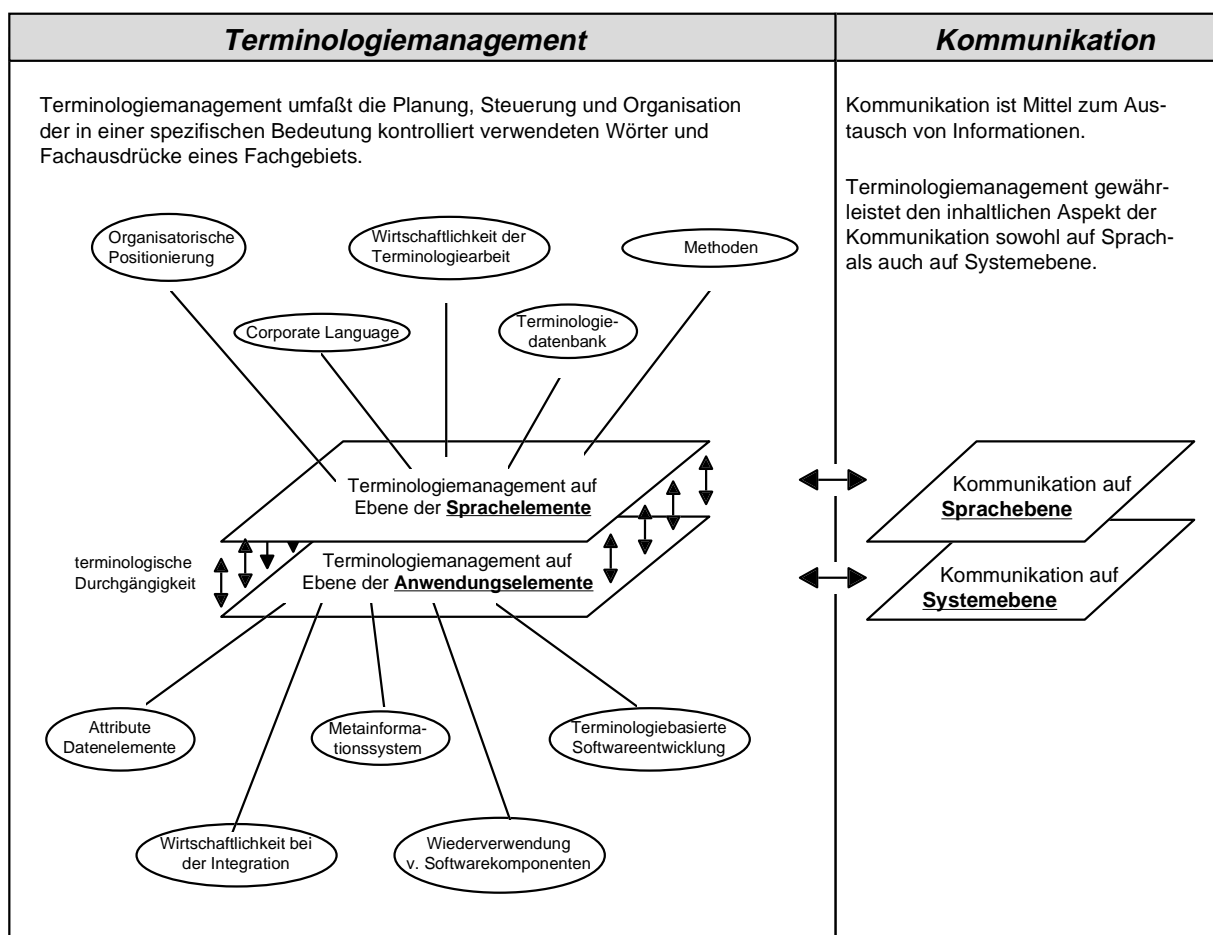 Terminologiemanagement
Kommunikation
Terminologiemanagement umfaßt die Planung, Steuerung und Organisation
der in einer spezifischen Bedeutung kontrolliert verwendeten Wörter und
Fachausdrücke eines Fachgebiets.
Kommunikation ist Mittel zum Aus-
tausch von Informationen.
Terminologiemanagement gewähr-
leistet den inhaltlichen Aspekt der
Kommunikation sowohl auf Sprach-
als auch auf Systemebene.
Organisatorische
Positionierung
Wirtschaftlichkeit der
Terminologiearbeit
Methoden
Corporate Language
Terminologie-
datenbank
Terminologiemanagement auf
Ebene der Sprachelemente
terminologische
Durchgängigkeit
Terminologiemanagement auf
Ebene der Anwendungselemente
Kommunikation auf
Sprachebene
Kommunikation auf
Systemebene
Attribute
Datenelemente
Metainforma-
tionssystem
Terminologiebasierte
Softwareentwicklung
Wirtschaftlichkeit bei
der Integration
Wiederverwendung
v. Softwarekomponenten